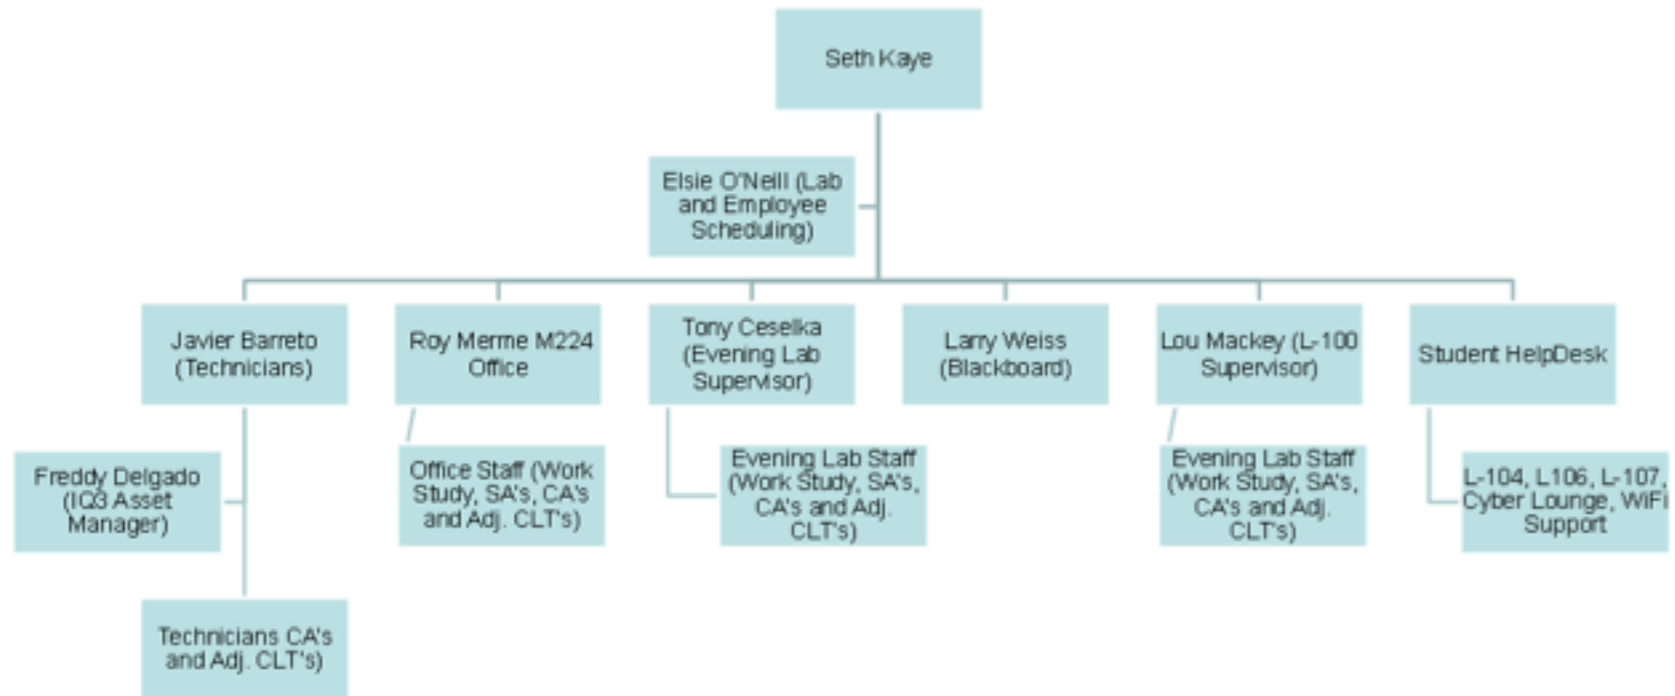 Seth Kaye
Elsie O'Neill (Lab
and Employee
Scheduling)
Javier Barreto
(Technicians)
Roy Merme M224
Office
Tony Ceselka
(Evening Lab
Supervisor)
Larry Weiss
(Blackboard)
Lou Mackey (L-100
Supervisor)
Student HelpDesk
Freddy Delgado
(IQ3 Asset
Manager)
Office Staff (Work
Study, SA's, CA's
and Adj. CLT's)
Evening Lab Staff
(Work Study, SA's,
CA's and Adj.
CLT's)
Evening Lab Staff
(Work Study, SA's,
CA's and Adj.
CLT's)
L-104, L106, L-107,
Cyber Lounge, WiFi
Support
Technicians CA's
and Adj. CLT's)